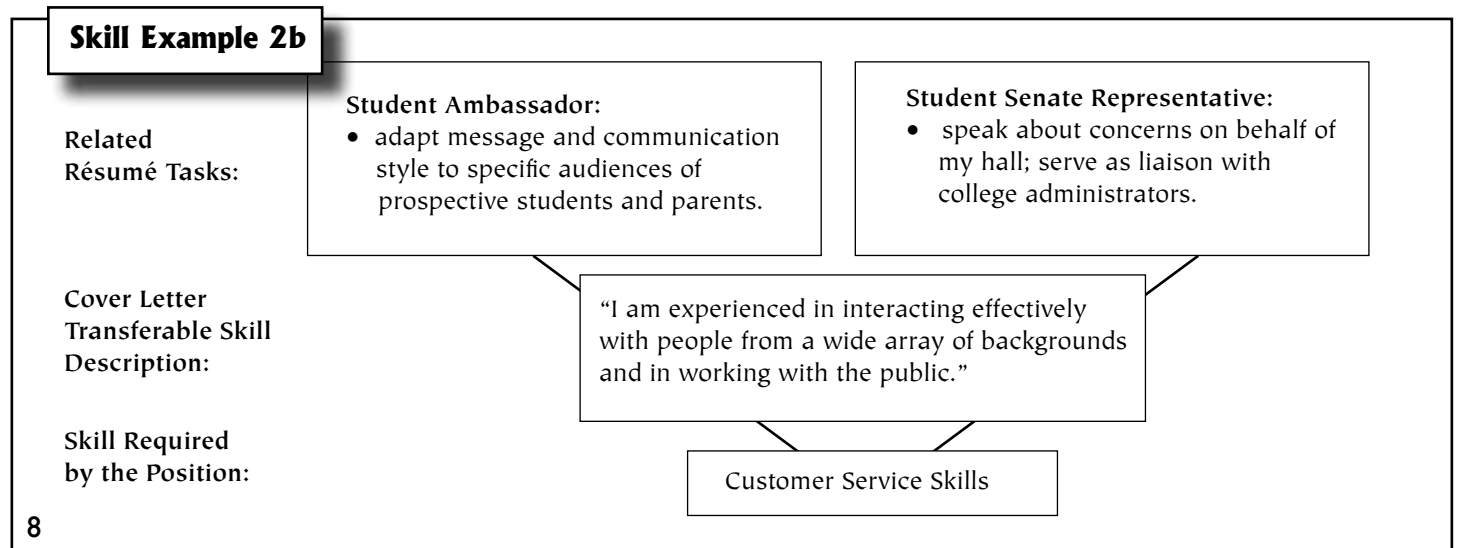 Skill Example 2b
Related
Résumé Tasks:
Student Ambassador:
• adapt message and communication
style to specific audiences of
prospective students and parents.
Student Senate Representative:
• speak about concerns on behalf of
my hall; serve as liaison with
college administrators.
Cover Letter
Transferable Skill
Description:
“I am experienced in interacting effectively
with people from a wide array of backgrounds
and in working with the public.”
Skill Required
by the Position:
Customer Service Skills
8